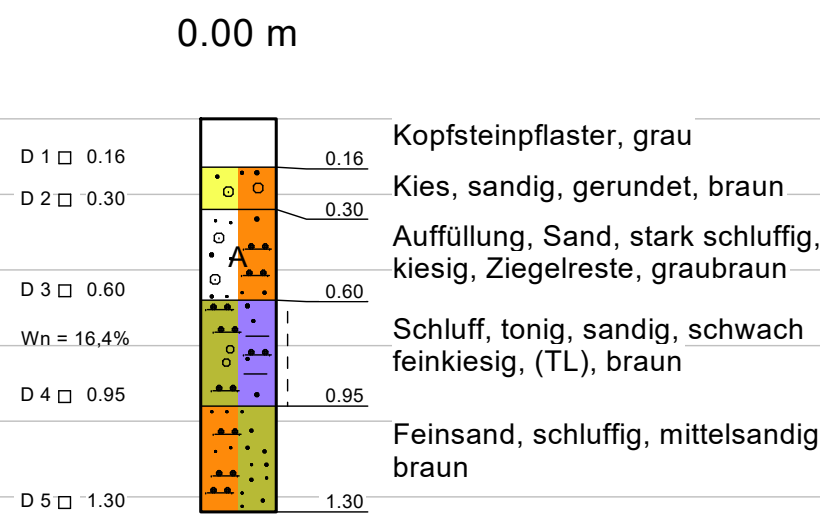 0.00 m
Kopfsteinpflaster, grau
D 1 0.16
0.16
Kies, sandig, gerundet, braun
D 2 0.30
0.30
Auffüllung, Sand, stark schluffig,
kiesig, Ziegelreste, graubraun
A
D 3 0.60
0.60
Schluff, tonig, sandig, schwach
feinkiesig, (TL), braun
Wn = 16,4%
D 4 0.95
0.95
Feinsand, schluffig, mittelsandig
braun
D 5 1.30
1.30